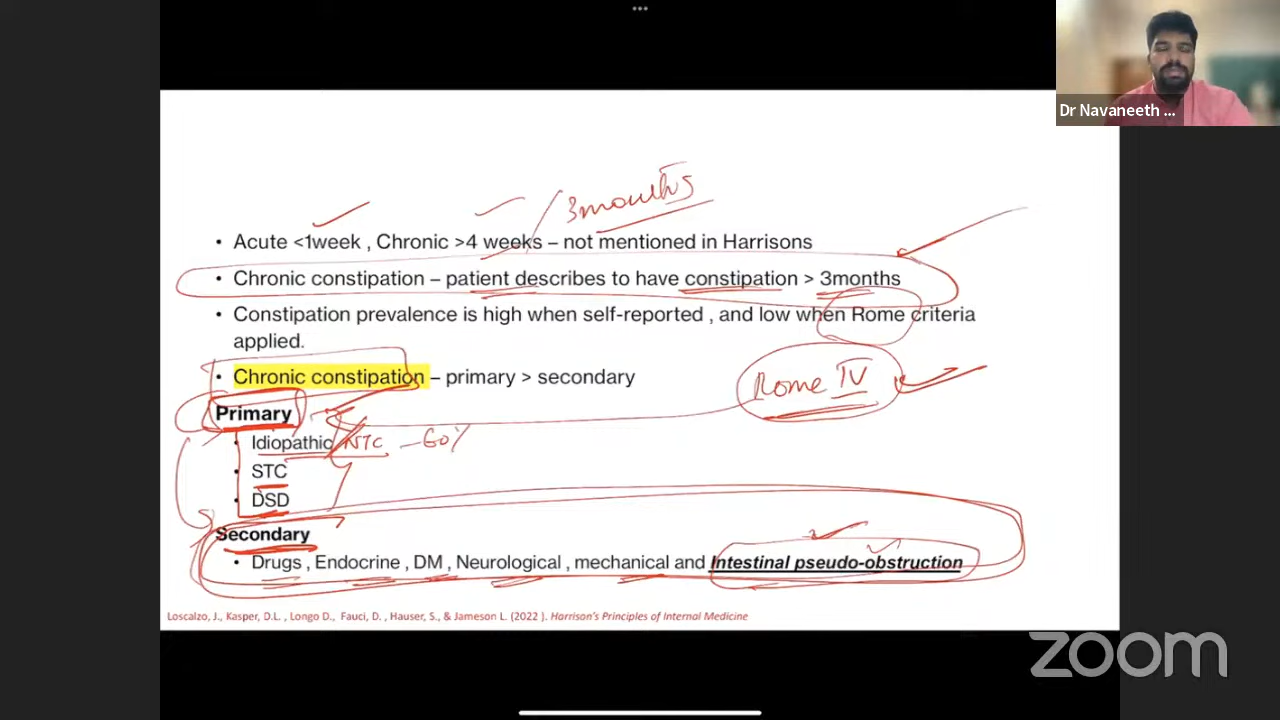 Dr Navaneeth ...
/ 3months
• Acute <1week , Chronic >4 weeks – not mentioned in Harrisons
• Chronic constipation – patient describes to have constipation > 3months
• Constipation prevalence is high when self-reported , and low when Rome criteria
applied.
• Chronic constipation – primary > secondary
Rome IV
Primary
• Idiopathic / NTC – 60%
• STC
• DSD
Secondary
• Drugs , Endocrine , DM , Neurological , mechanical and Intestinal pseudo-obstruction
Loscalzo, J., Kasper, D.L. , Longo D., Fauci, D. , Hauser, S., & Jameson L. (2022 ). Harrison's Principles of Internal Medicine
zoom